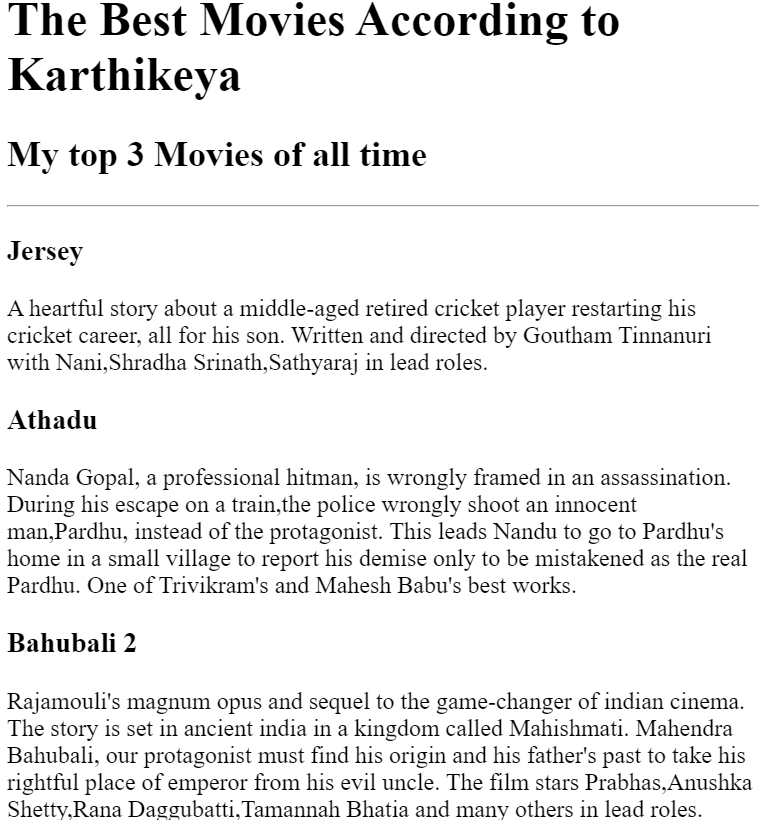 The Best Movies According to
Karthikeya
My top 3 Movies of all time
Jersey
A heartful story about a middle-aged retired cricket player restarting his
cricket career, all for his son. Written and directed by Goutham Tinnanuri
with Nani,Shradha Srinath,Sathyaraj in lead roles.
Athadu
Nanda Gopal, a professional hitman, is wrongly framed in an assassination.
During his escape on a train,the police wrongly shoot an innocent
man,Pardhu, instead of the protagonist. This leads Nandu to go to Pardhu's
home in a small village to report his demise only to be mistakened as the real
Pardhu. One of Trivikram's and Mahesh Babu's best works.
Bahubali 2
Rajamouli's magnum opus and sequel to the game-changer of indian cinema.
The story is set in ancient india in a kingdom called Mahishmati. Mahendra
Bahubali, our protagonist must find his origin and his father's past to take his
rightful place of emperor from his evil uncle. The film stars Prabhas,Anushka
Shetty,Rana Daggubatti,Tamannah Bhatia and many others in lead roles.